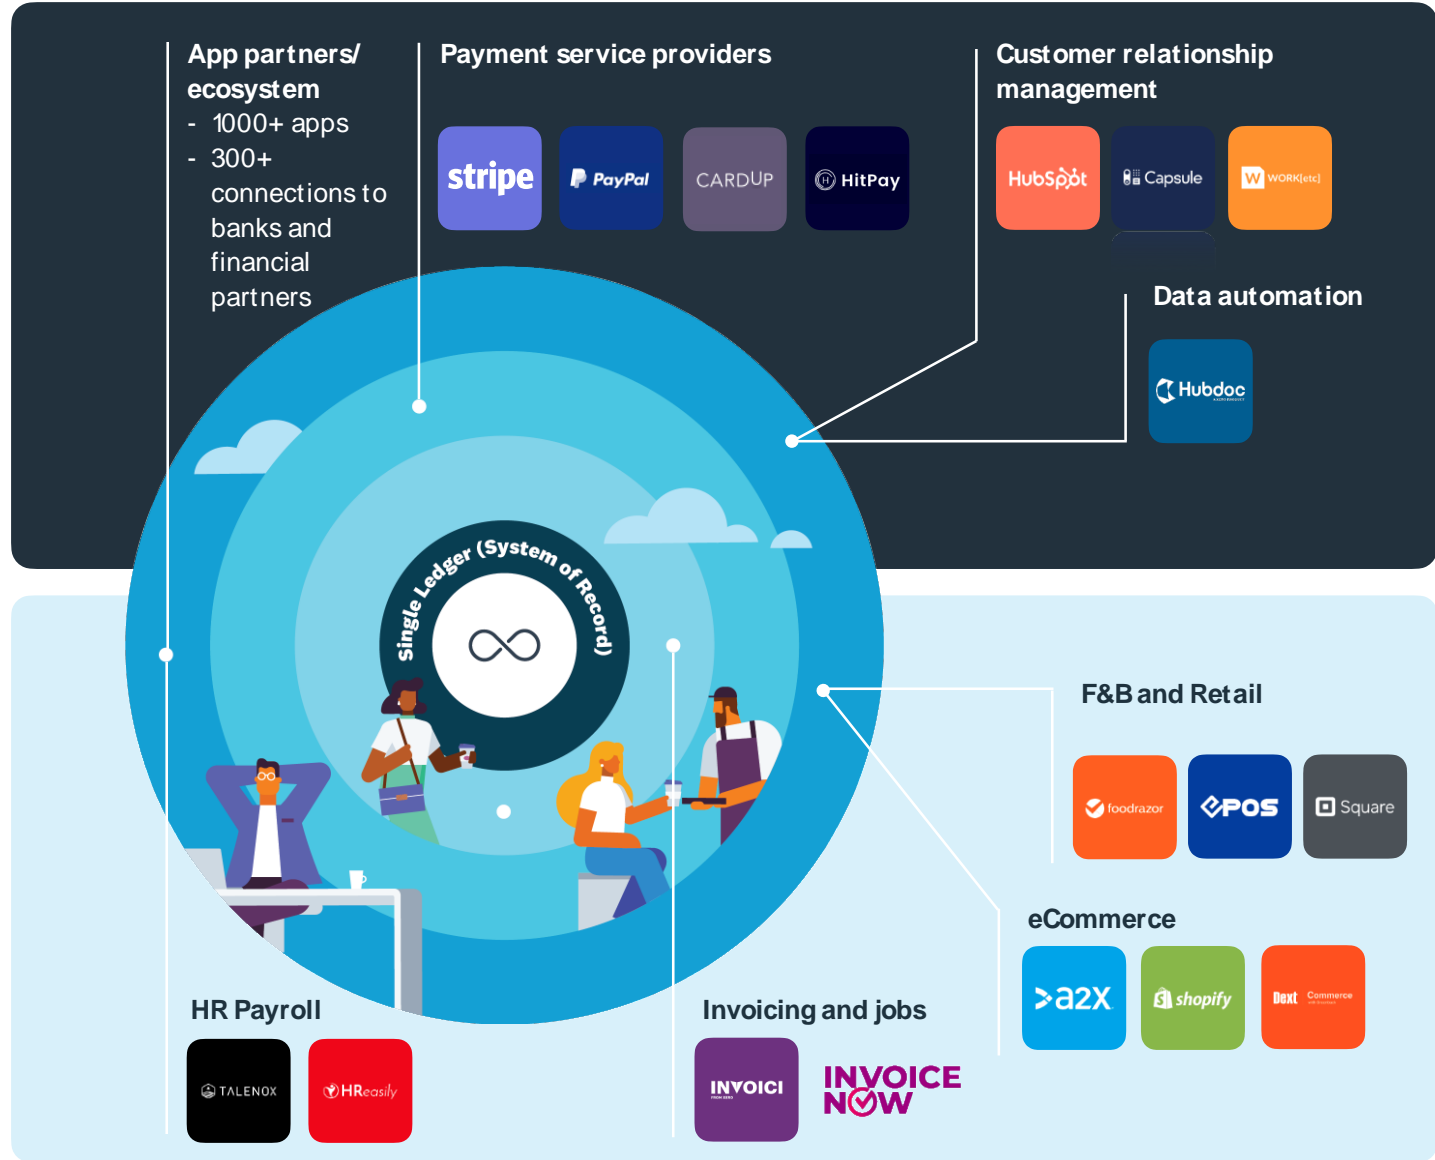 App partners/
ecosystem
- 1000+ apps
- 300+
connections to
banks and
financial
partners
Payment service providers
stripe
PayPal
CARDUP
HitPay
Customer relationship
management
HubSpot
Capsule
W WORK[etc]
Data automation
Hubdoc
Single Ledger (System of Record)
F&B and Retail
foodrazor
ePOS
Square
eCommerce
a2x
shopify
Dext Commerce
HR Payroll
TALENOX
HReasily
Invoicing and jobs
INVOICI
INVOICE
NOW